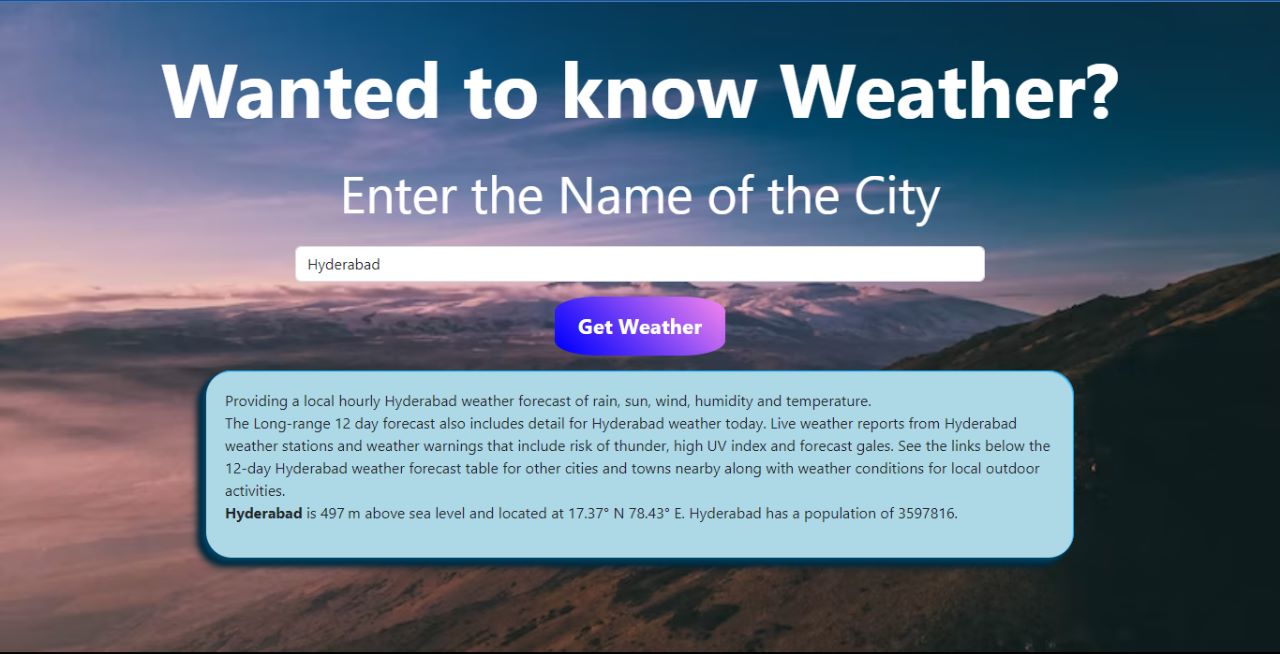 Wanted to know Weather?
Enter the Name of the City
Hyderabad
Get Weather
Providing a local hourly Hyderabad weather forecast of rain, sun, wind, humidity and temperature.
The Long-range 12 day forecast also includes detail for Hyderabad weather today. Live weather reports from Hyderabad
weather stations and weather warnings that include risk of thunder, high UV index and forecast gales. See the links below the
12-day Hyderabad weather forecast table for other cities and towns nearby along with weather conditions for local outdoor
activities.
Hyderabad is 497 m above sea level and located at 17.37° N 78.43° E. Hyderabad has a population of 3597816.